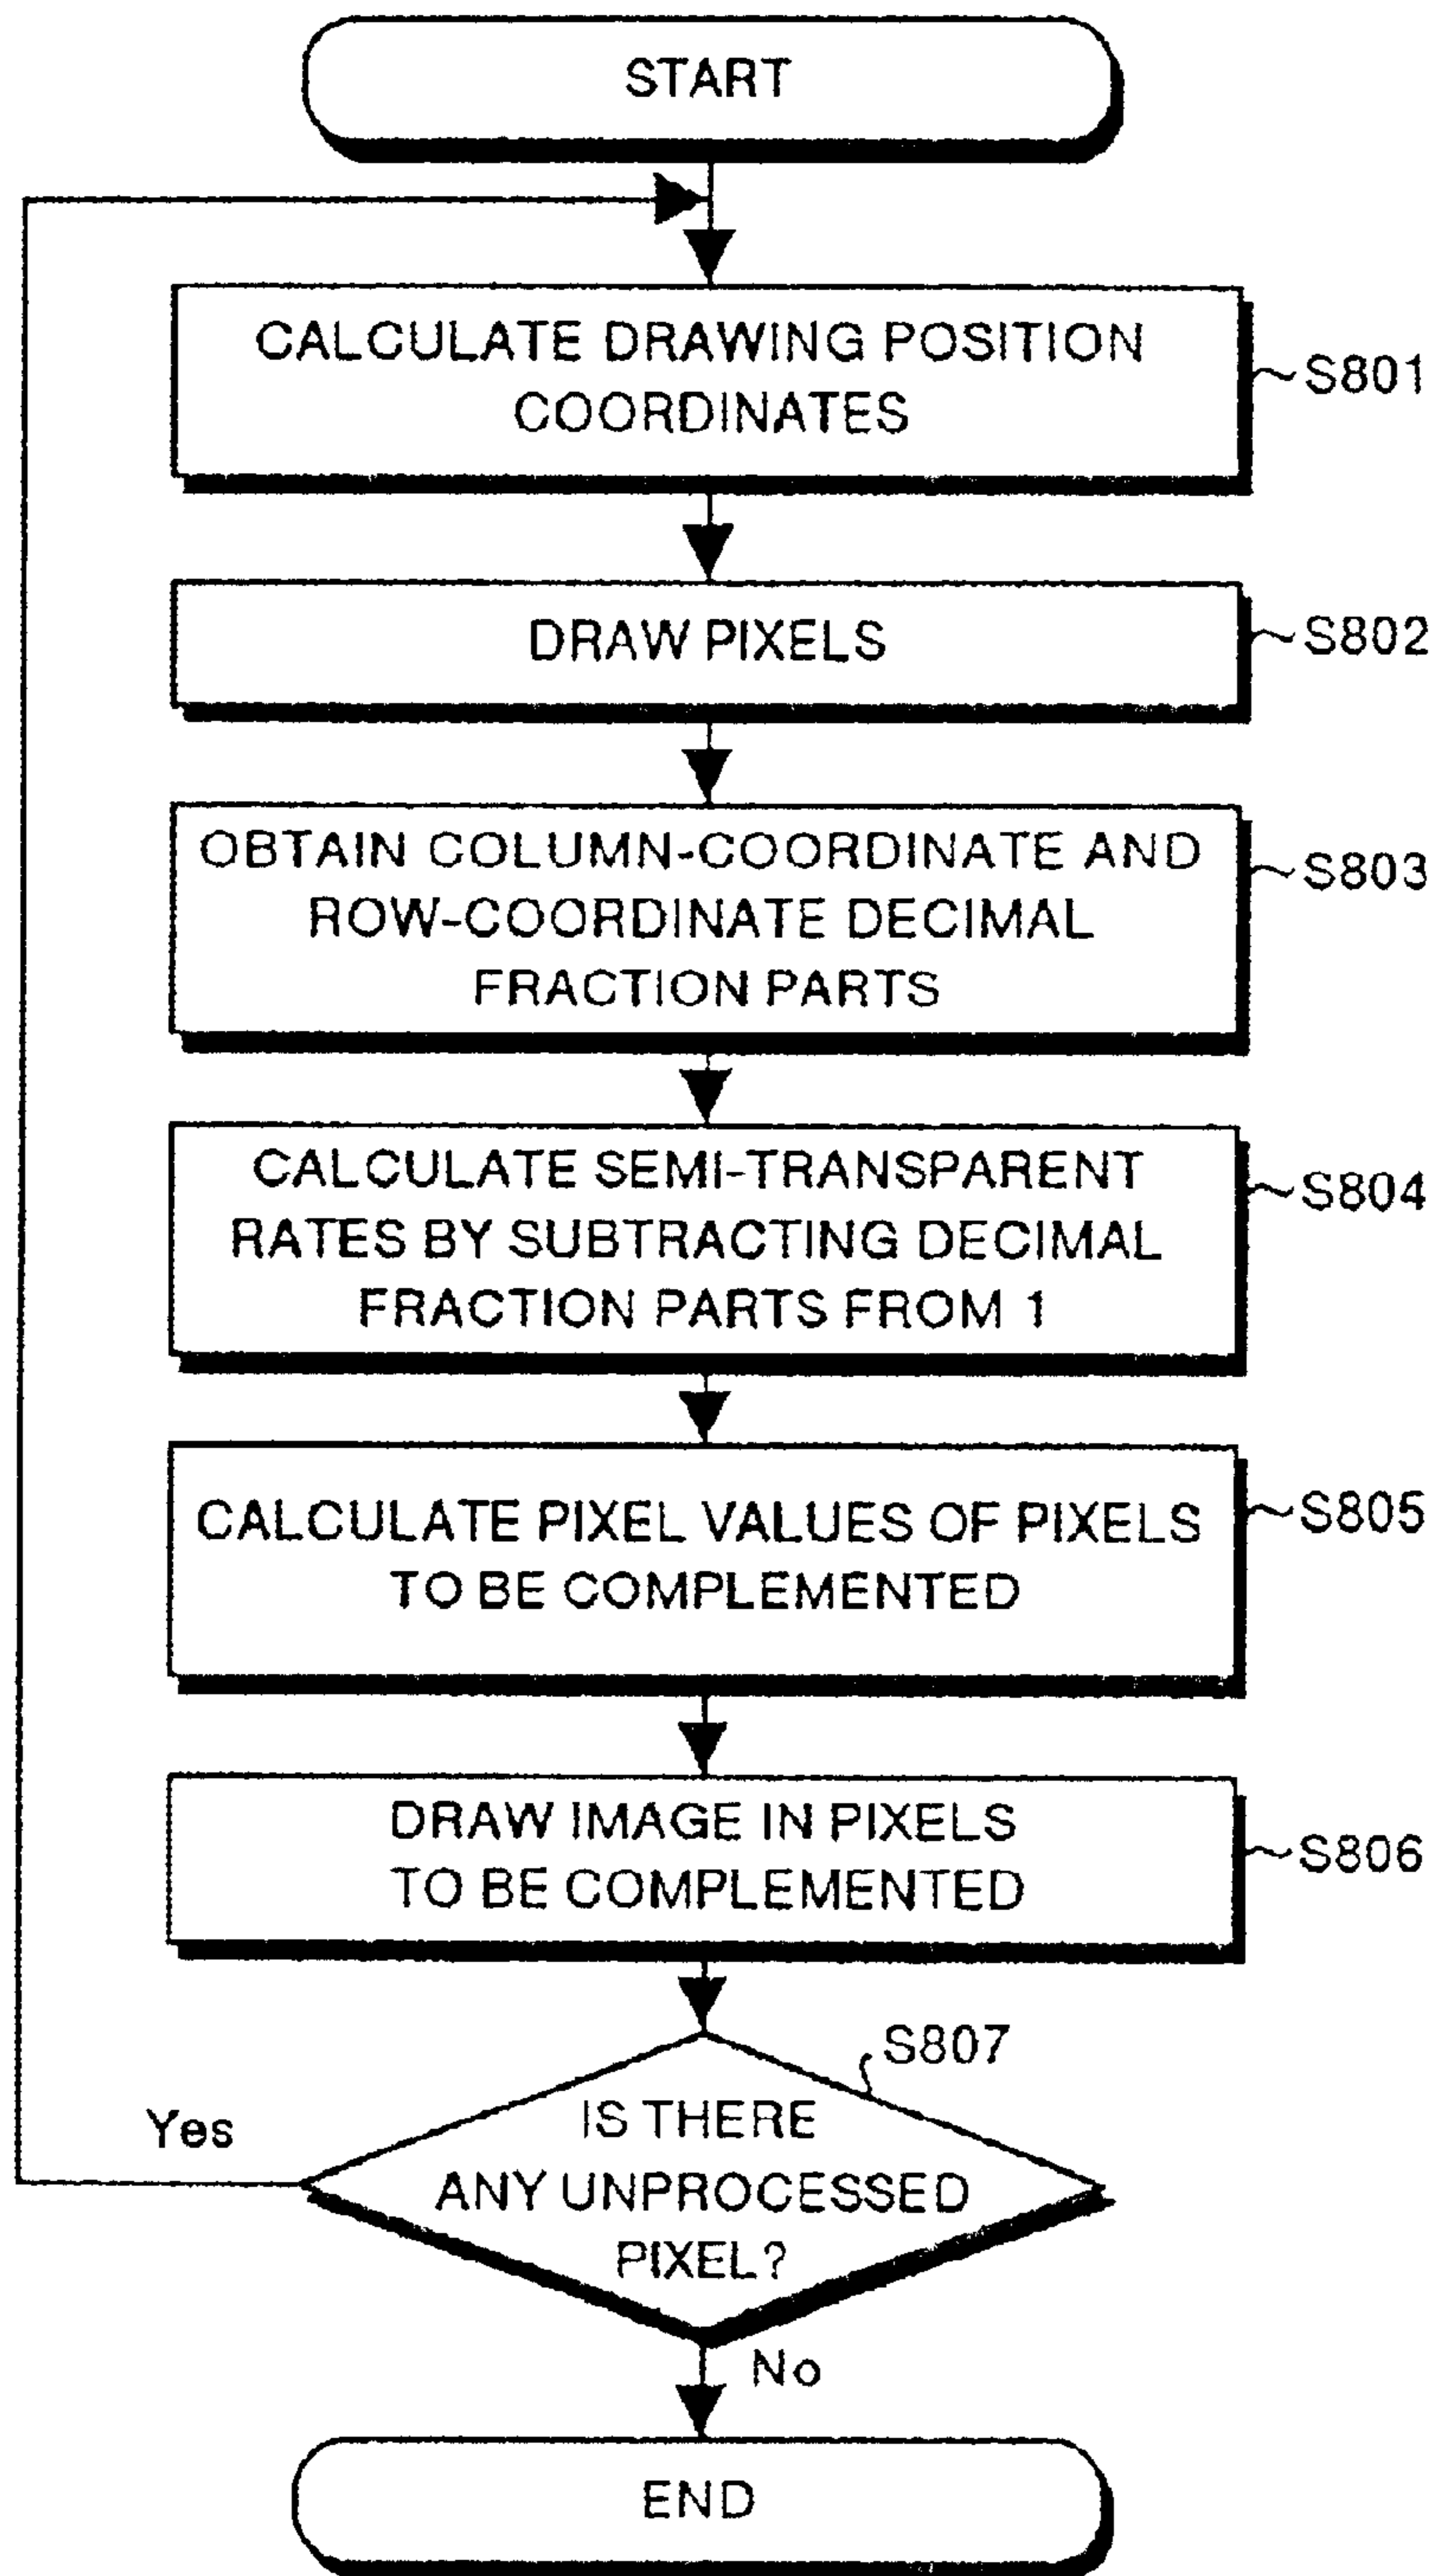 START
CALCULATE DRAWING POSITION
COORDINATES
S801
DRAW PIXELS
S802
OBTAIN COLUMN-COORDINATE AND
ROW-COORDINATE DECIMAL
FRACTION PARTS
S803
CALCULATE SEMI-TRANSPARENT
RATES BY SUBTRACTING DECIMAL
FRACTION PARTS FROM 1
S804
CALCULATE PIXEL VALUES OF PIXELS
TO BE COMPLEMENTED
S805
DRAW IMAGE IN PIXELS
TO BE COMPLEMENTED
S806
S807
IS THERE
ANY UNPROCESSED
PIXEL?
Yes
No
END